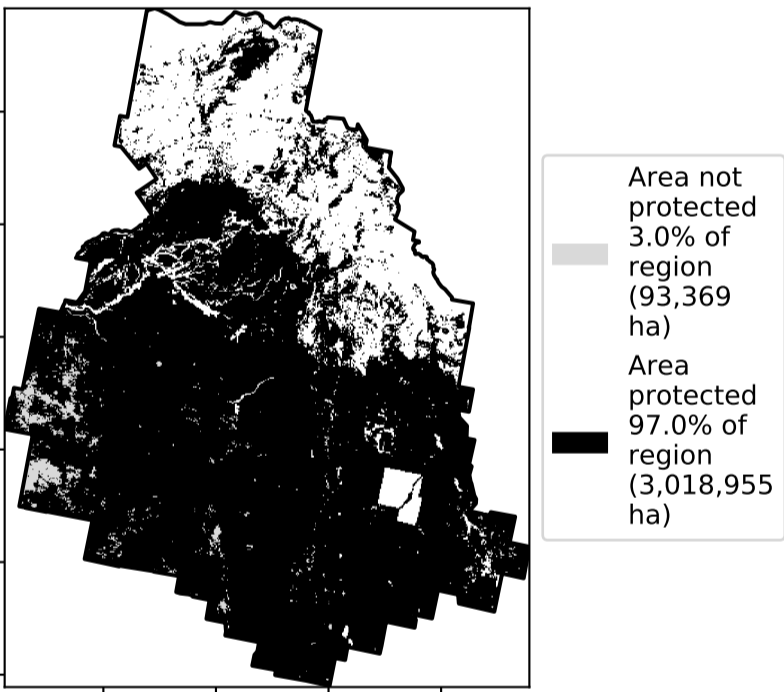 Area not
protected
3.0% of
region
(93,369
ha)
Area
protected
97.0% of
region
(3,018,955
ha)